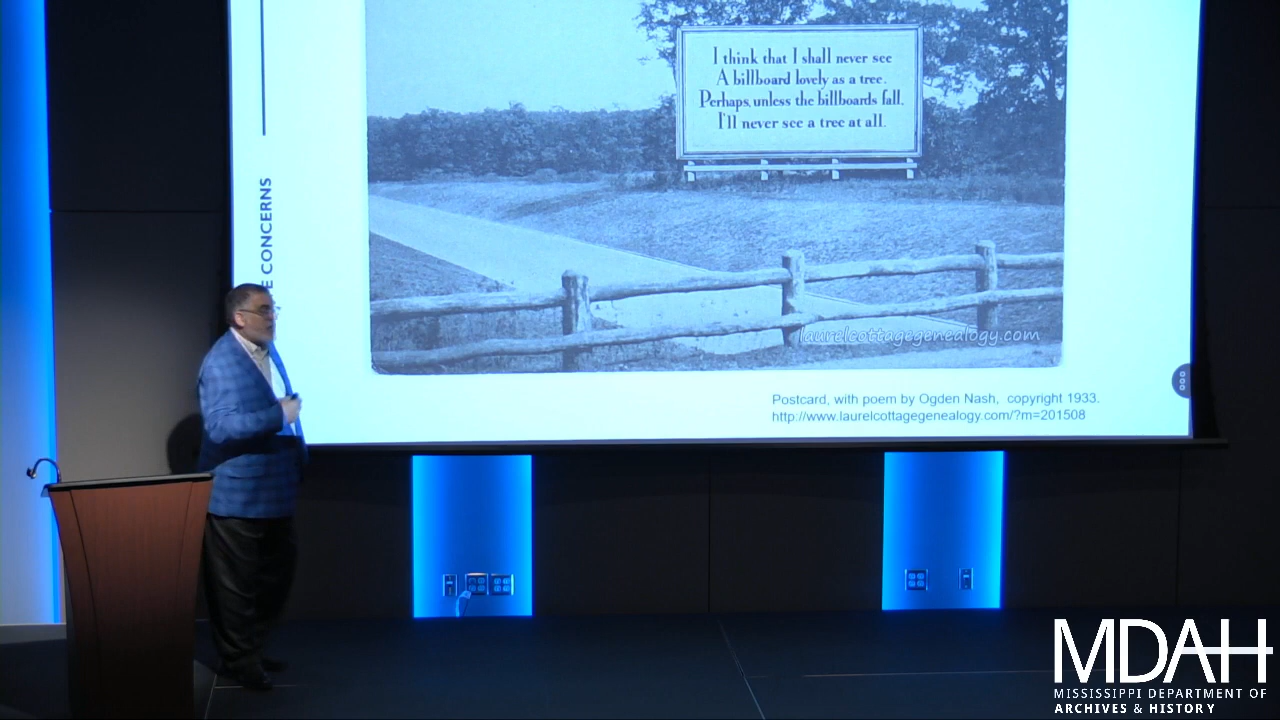 I think that I shall never see
A billboard lovely as a tree.
Perhaps, unless the billboards fall,
I'll never see a tree at all.
E CONCERNS
laurelcottagegenealogy.com
Postcard, with poem by Ogden Nash, copyright 1933.
http://www.laurelcottagegenealogy.com/?m=201508
MDAH
MISSISSIPPI DEPARTMENT OF
ARCHIVES & HISTORY